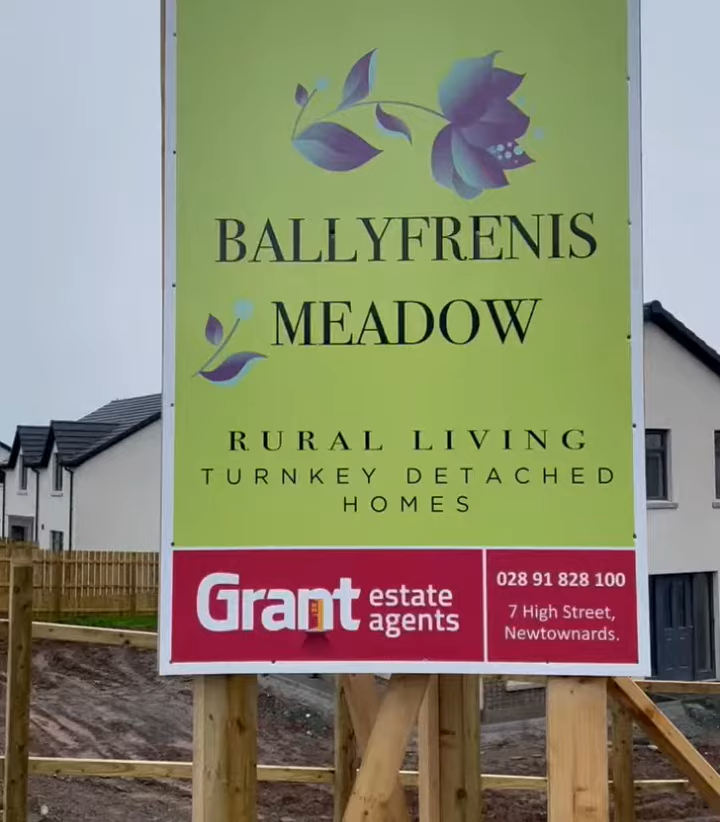 BALLYFRENIS
MEADOW
RURAL LIVING
TURNKEY DETACHED
HOMES
Grant estate agents
028 91 828 100
7 High Street,
Newtownards.